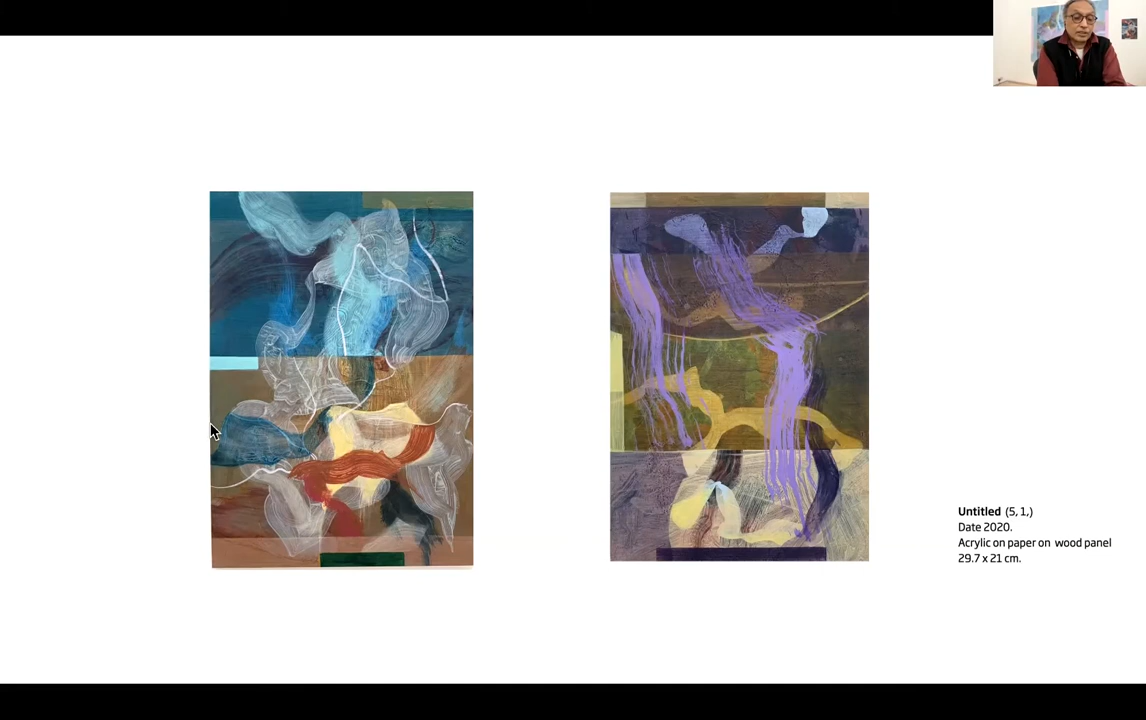 Untitled (5, 1,)
Date 2020.
Acrylic on paper on wood panel
29.7 x 21 cm.